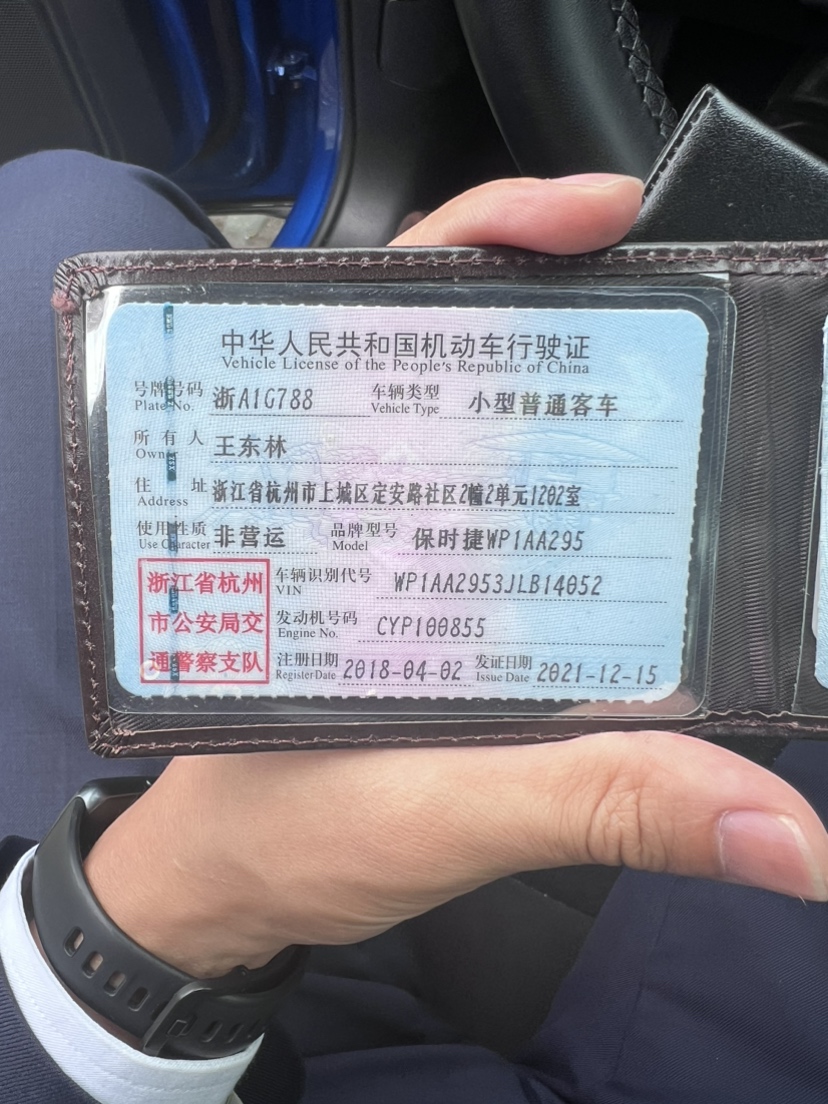 中华人民共和国机动车行驶证
Vehicle License of the People's Republic of China
号牌号码 浙A1G788 车辆类型 小型普通客车
Plate No. Vehicle Type
所有人 王东林
Owner
住址 浙江省杭州市上城区定安路社区2幢2单元1202室
Address
使用性质 非营运 品牌型号 保时捷WP1AA295
Use Character Model
浙江省杭州
市公安局交
通警察支队
车辆识别代号 WP1AA2953JLB14052
VIN
发动机号码 CYP100855
Engine No.
注册日期 2018-04-02 发证日期 2021-12-15
Register Date Issue Date